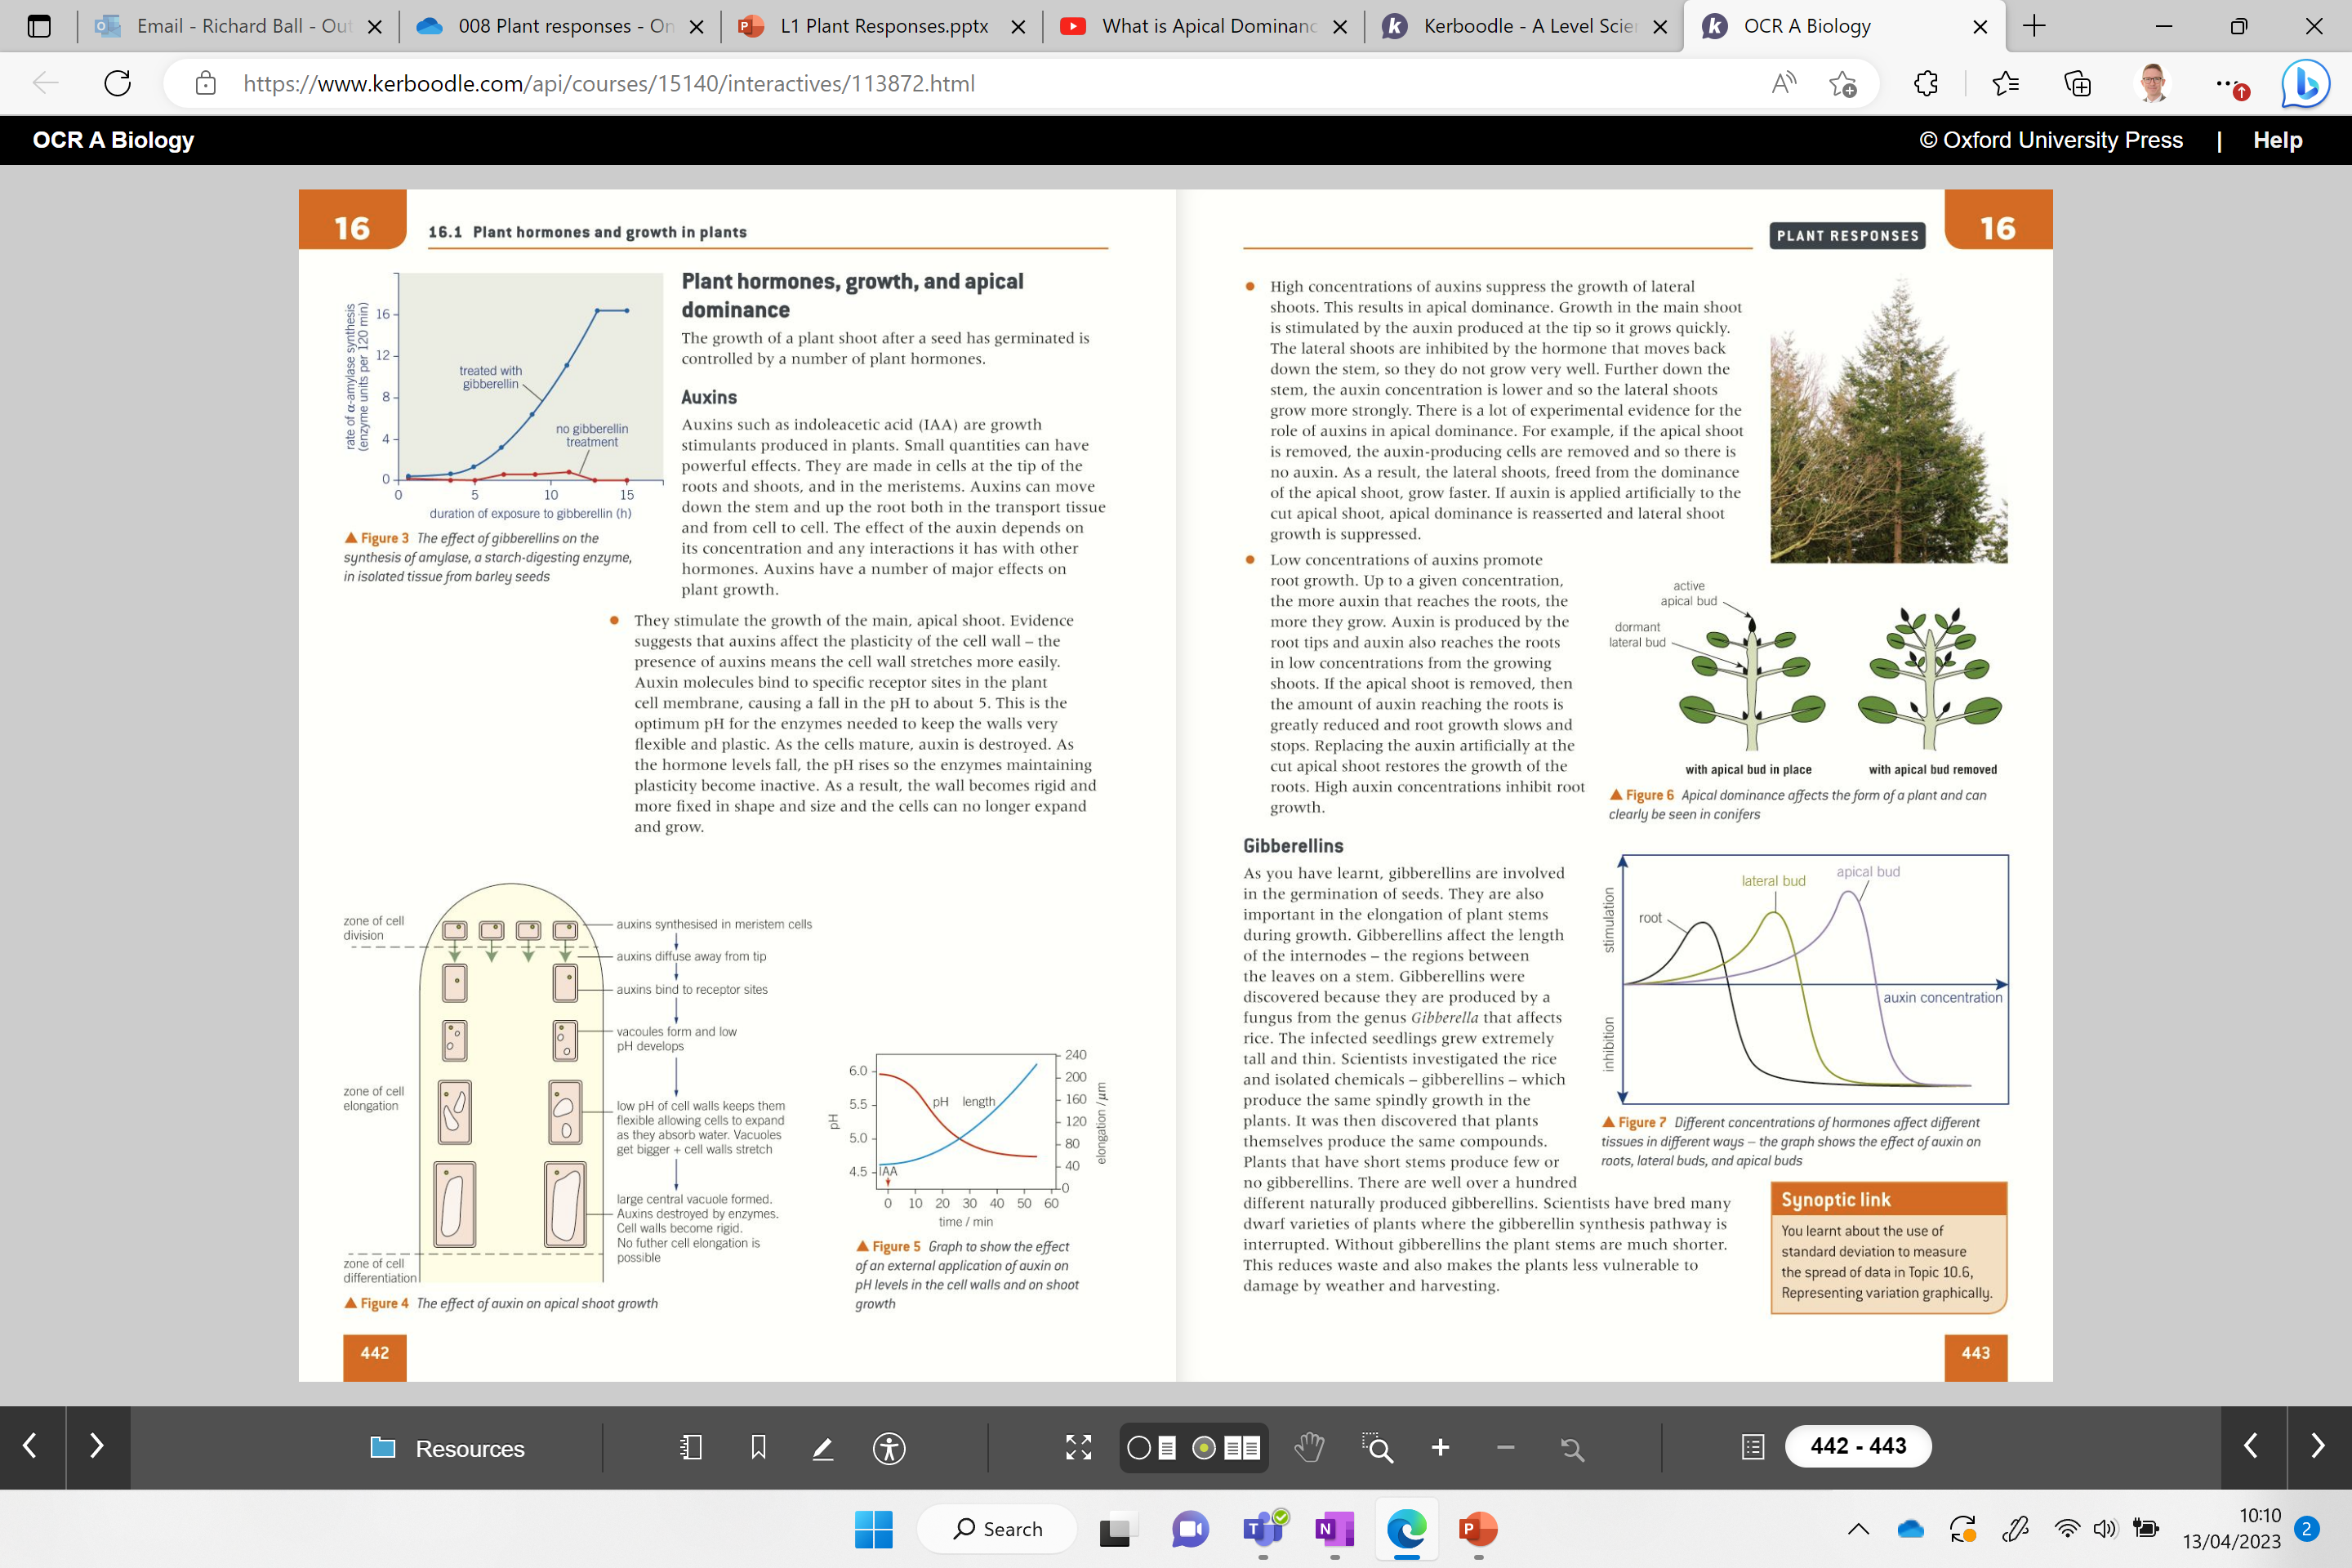 Email - Richard Ball - Out
008 Plant responses - On
L1 Plant Responses.pptx
What is Apical Dominanc
Kerboodle - A Level Scien
OCR A Biology
https://www.kerboodle.com/api/courses/15140/interactives/113872.html
OCR A Biology
© Oxford University Press | Help
16
16.1 Plant hormones and growth in plants
rate of α-amylase synthesis
(enzyme units per 120 min)
16
12
8
4
0
treated with
gibberellin
no gibberellin
treatment
0 5 10 15
duration of exposure to gibberellin (h)
▲ Figure 3 The effect of gibberellins on the
synthesis of amylase, a starch-digesting enzyme,
in isolated tissue from barley seeds
Plant hormones, growth, and apical
dominance
The growth of a plant shoot after a seed has germinated is
controlled by a number of plant hormones.
Auxins
Auxins such as indoleacetic acid (IAA) are growth
stimulants produced in plants. Small quantities can have
powerful effects. They are made in cells at the tip of the
roots and shoots, and in the meristems. Auxins can move
down the stem and up the root both in the transport tissue
and from cell to cell. The effect of the auxin depends on
its concentration and any interactions it has with other
hormones. Auxins have a number of major effects on
plant growth.
• They stimulate the growth of the main, apical shoot. Evidence
suggests that auxins affect the plasticity of the cell wall – the
presence of auxins means the cell wall stretches more easily.
Auxin molecules bind to specific receptor sites in the plant
cell membrane, causing a fall in the pH to about 5. This is the
optimum pH for the enzymes needed to keep the walls very
flexible and plastic. As the cells mature, auxin is destroyed. As
the hormone levels fall, the pH rises so the enzymes maintaining
plasticity become inactive. As a result, the wall becomes rigid and
more fixed in shape and size and the cells can no longer expand
and grow.
zone of cell
division
zone of cell
elongation
zone of cell
differentiation
auxins synthesised in meristem cells
auxins diffuse away from tip
auxins bind to receptor sites
vacoules form and low
pH develops
low pH of cell walls keeps them
flexible allowing cells to expand
as they absorb water. Vacuoles
get bigger + cell walls stretch
large central vacuole formed.
Auxins destroyed by enzymes.
Cell walls become rigid.
No futher cell elongation is
possible
▲ Figure 4 The effect of auxin on apical shoot growth
pH
6.0
5.5
5.0
4.5
IAA
pH length
240
200
160
120
80
40
0
elongation / µm
0 10 20 30 40 50 60
time / min
▲ Figure 5 Graph to show the effect
of an external application of auxin on
pH levels in the cell walls and on shoot
growth
442
PLANT RESPONSES
16
• High concentrations of auxins suppress the growth of lateral
shoots. This results in apical dominance. Growth in the main shoot
is stimulated by the auxin produced at the tip so it grows quickly.
The lateral shoots are inhibited by the hormone that moves back
down the stem, so they do not grow very well. Further down the
stem, the auxin concentration is lower and so the lateral shoots
grow more strongly. There is a lot of experimental evidence for the
role of auxins in apical dominance. For example, if the apical shoot
is removed, the auxin-producing cells are removed and so there is
no auxin. As a result, the lateral shoots, freed from the dominance
of the apical shoot, grow faster. If auxin is applied artificially to the
cut apical shoot, apical dominance is reasserted and lateral shoot
growth is suppressed.
• Low concentrations of auxins promote
root growth. Up to a given concentration,
the more auxin that reaches the roots, the
more they grow. Auxin is produced by the
root tips and auxin also reaches the roots
in low concentrations from the growing
shoots. If the apical shoot is removed, then
the amount of auxin reaching the roots is
greatly reduced and root growth slows and
stops. Replacing the auxin artificially at the
cut apical shoot restores the growth of the
roots. High auxin concentrations inhibit root
growth.
active
apical bud
dormant
lateral bud
with apical bud in place
with apical bud removed
▲ Figure 6 Apical dominance affects the form of a plant and can
clearly be seen in conifers
Gibberellins
As you have learnt, gibberellins are involved
in the germination of seeds. They are also
important in the elongation of plant stems
during growth. Gibberellins affect the length
of the internodes – the regions between
the leaves on a stem. Gibberellins were
discovered because they are produced by a
fungus from the genus Gibberella that affects
rice. The infected seedlings grew extremely
tall and thin. Scientists investigated the rice
and isolated chemicals – gibberellins – which
produce the same spindly growth in the
plants. It was then discovered that plants
themselves produce the same compounds.
Plants that have short stems produce few or
no gibberellins. There are well over a hundred
different naturally produced gibberellins. Scientists have bred many
dwarf varieties of plants where the gibberellin synthesis pathway is
interrupted. Without gibberellins the plant stems are much shorter.
This reduces waste and also makes the plants less vulnerable to
damage by weather and harvesting.
stimulation
inhibition
root
lateral bud
apical bud
auxin concentration
▲ Figure 7 Different concentrations of hormones affect different
tissues in different ways – the graph shows the effect of auxin on
roots, lateral buds, and apical buds
Synoptic link
You learnt about the use of
standard deviation to measure
the spread of data in Topic 10.6,
Representing variation graphically.
443
Resources
442 - 443
Search
10:10
13/04/2023
2